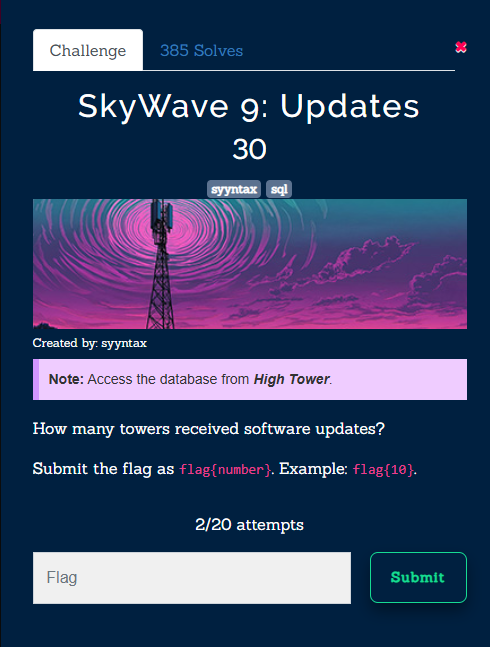 Challenge 385 Solves ✖
SkyWave 9: Updates
30
syyntax sql
Created by: syyntax
Note: Access the database from High Tower.
How many towers received software updates?
Submit the flag as flag{number}. Example: flag{10}.
2/20 attempts
Flag Submit